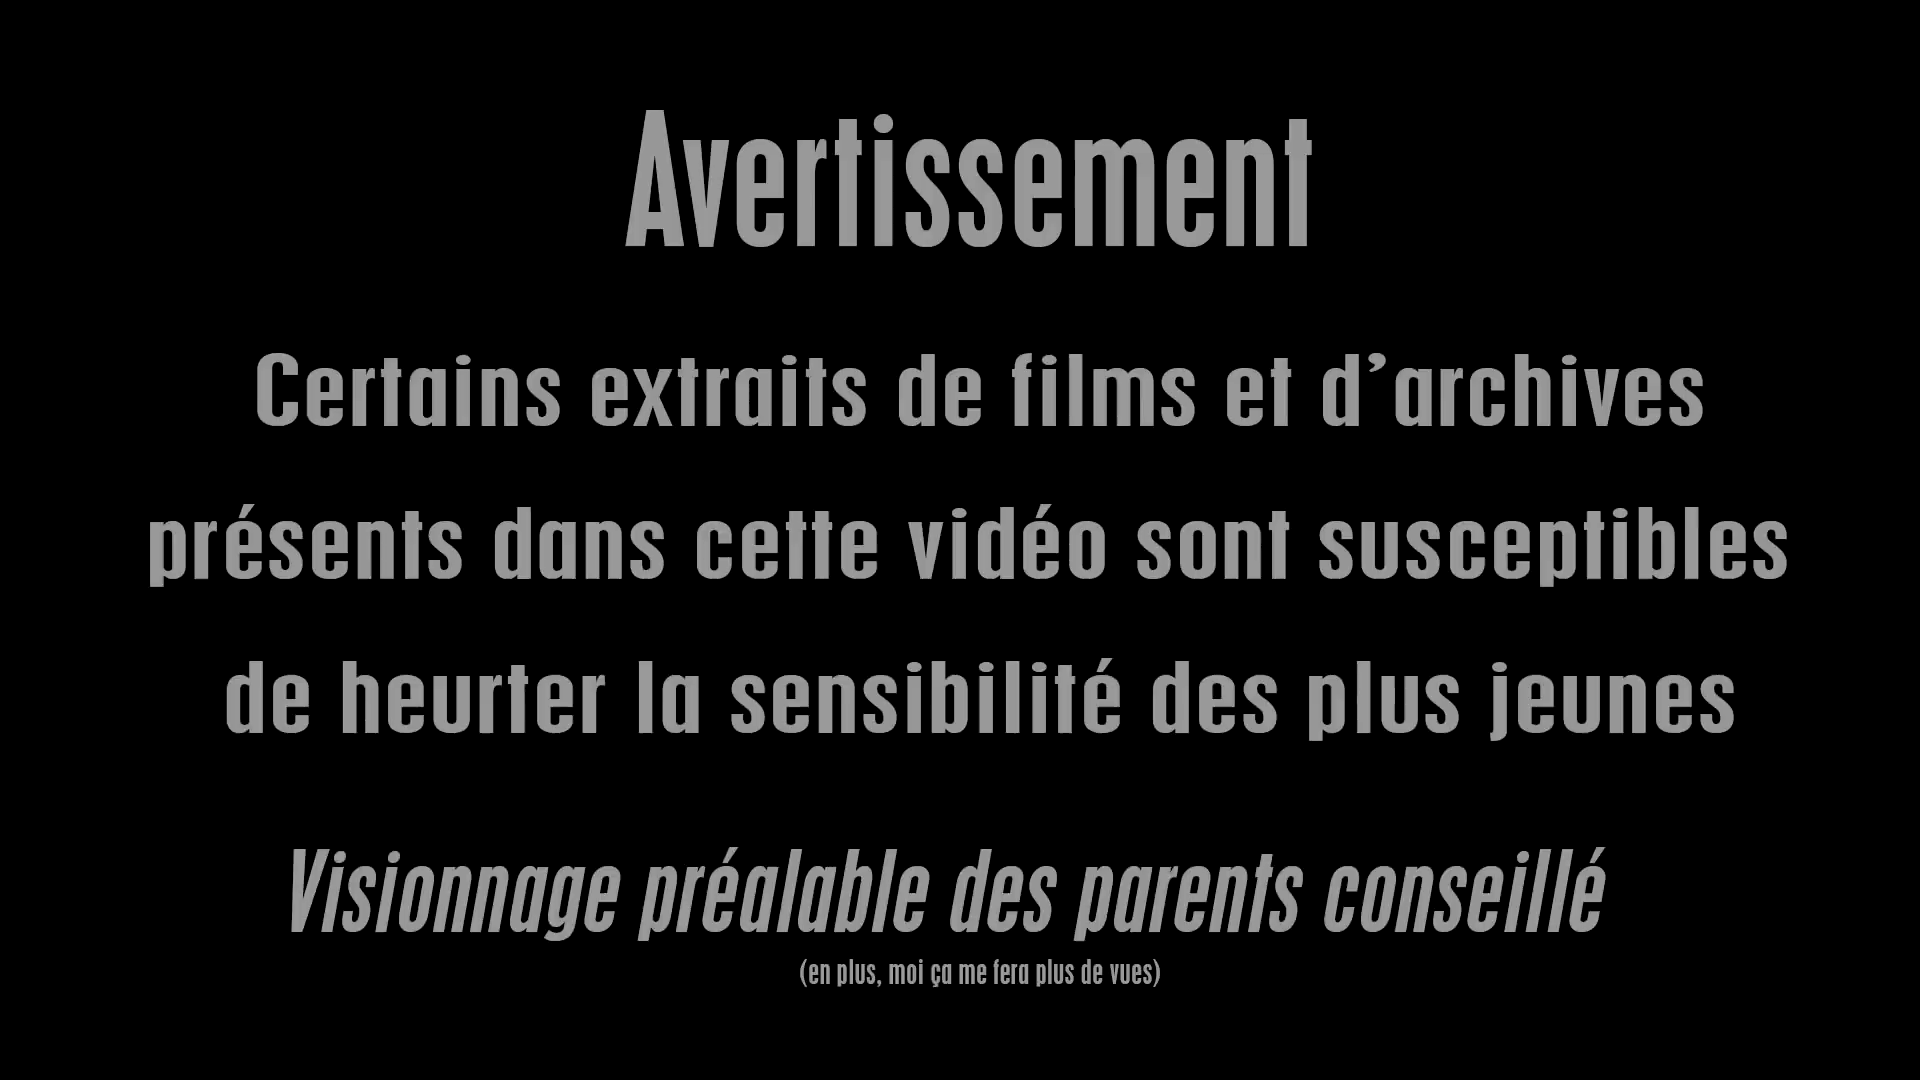 Avertissement
Certains extraits de films et d’archives
présents dans cette vidéo sont susceptibles
de heurter la sensibilité des plus jeunes
Visionnage préalable des parents conseillé
(en plus, moi ça me fera plus de vues)